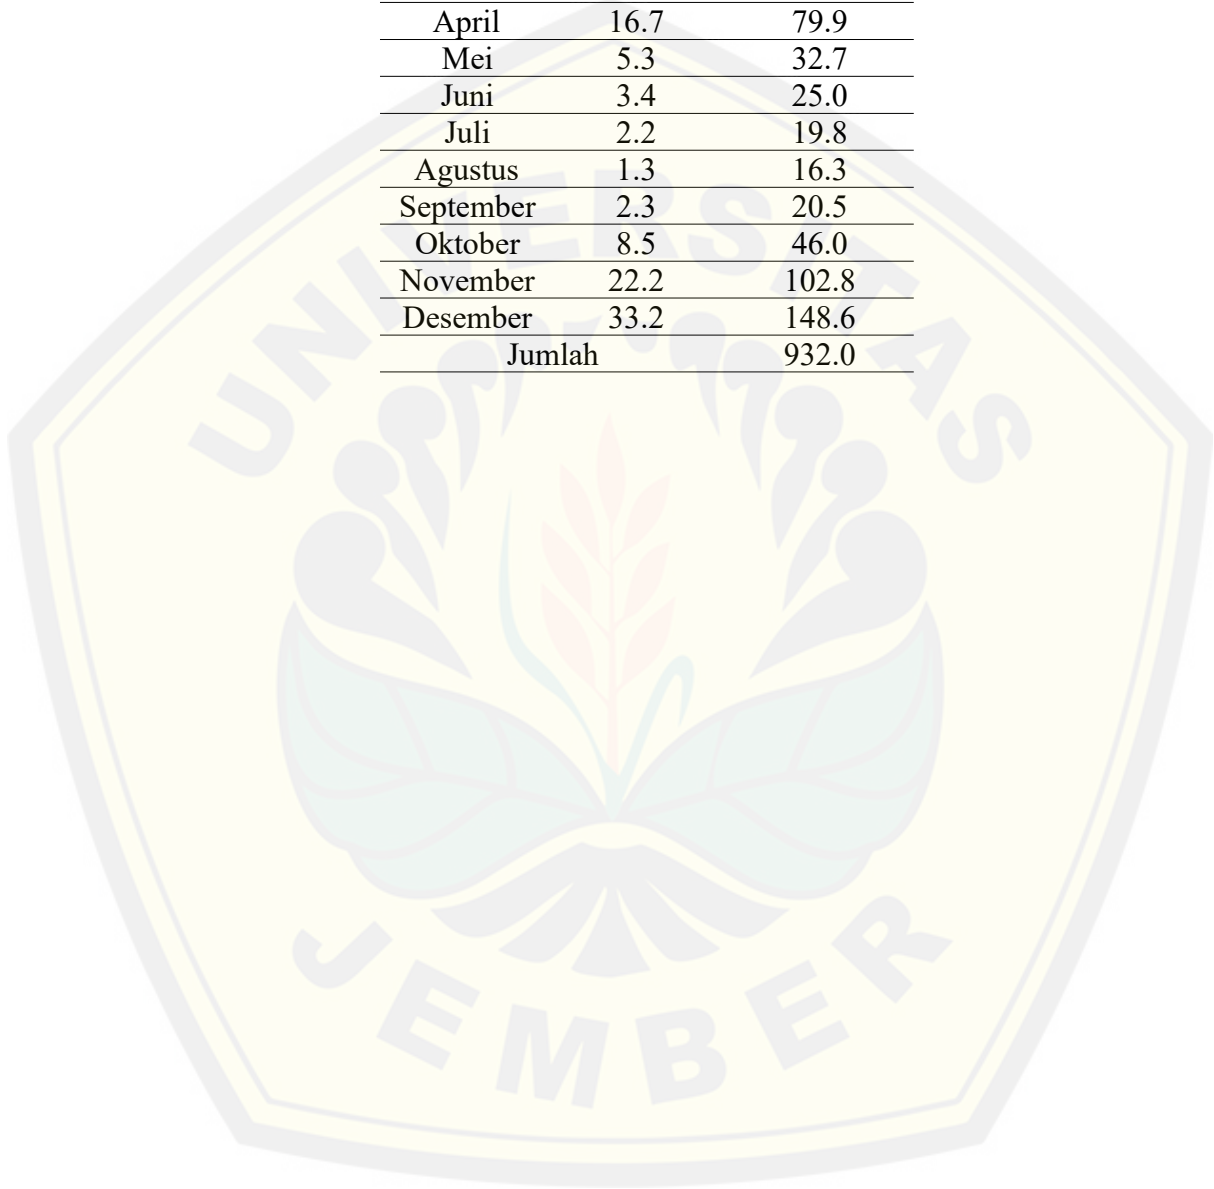 April 16.7 79.9
Mei 5.3 32.7
Juni 3.4 25.0
Juli 2.2 19.8
Agustus 1.3 16.3
September 2.3 20.5
Oktober 8.5 46.0
November 22.2 102.8
Desember 33.2 148.6
Jumlah 932.0
UNIVERSITAS
JEMBER